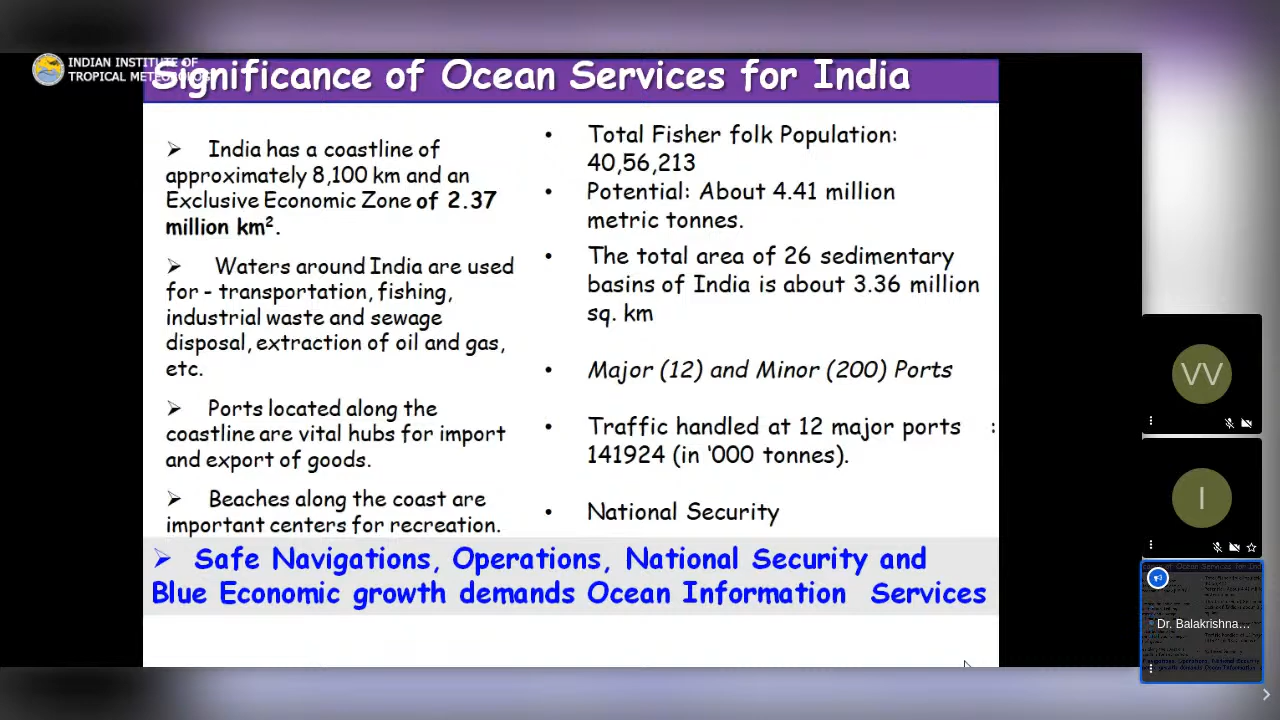 INDIAN INSTITUTE OF
TROPICAL METEOROLOGY
Significance of Ocean Services for India
➢ India has a coastline of
approximately 8,100 km and an
Exclusive Economic Zone of 2.37
million km².
➢ Waters around India are used
for - transportation, fishing,
industrial waste and sewage
disposal, extraction of oil and gas,
etc.
➢ Ports located along the
coastline are vital hubs for import
and export of goods.
➢ Beaches along the coast are
important centers for recreation.
• Total Fisher folk Population:
40,56,213
• Potential: About 4.41 million
metric tonnes.
• The total area of 26 sedimentary
basins of India is about 3.36 million
sq. km
• Major (12) and Minor (200) Ports
• Traffic handled at 12 major ports :
141924 (in '000 tonnes).
• National Security
➢ Safe Navigations, Operations, National Security and
Blue Economic growth demands Ocean Information Services
VV
I
Dr. Balakrishna...